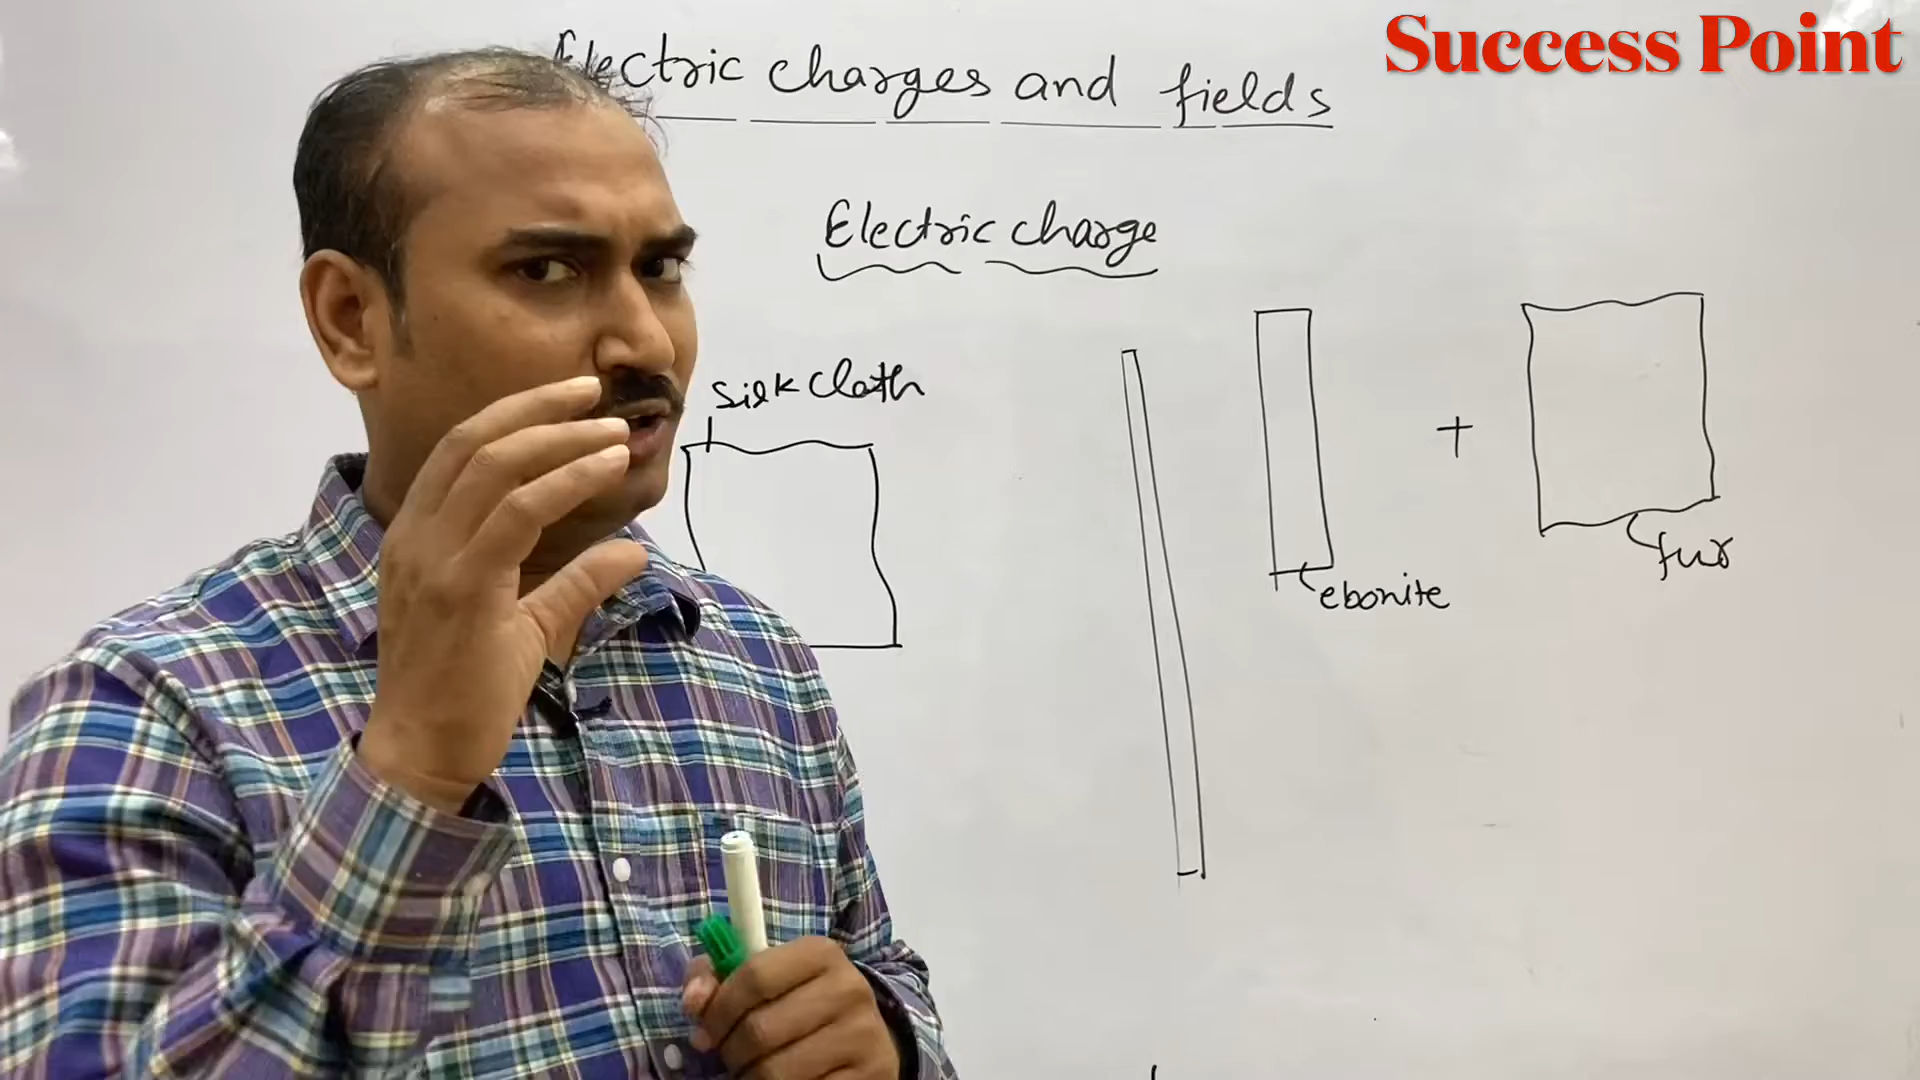 Success Point
Electric charges and fields
Electric charge
Silk Cloth
+
fur
ebonite